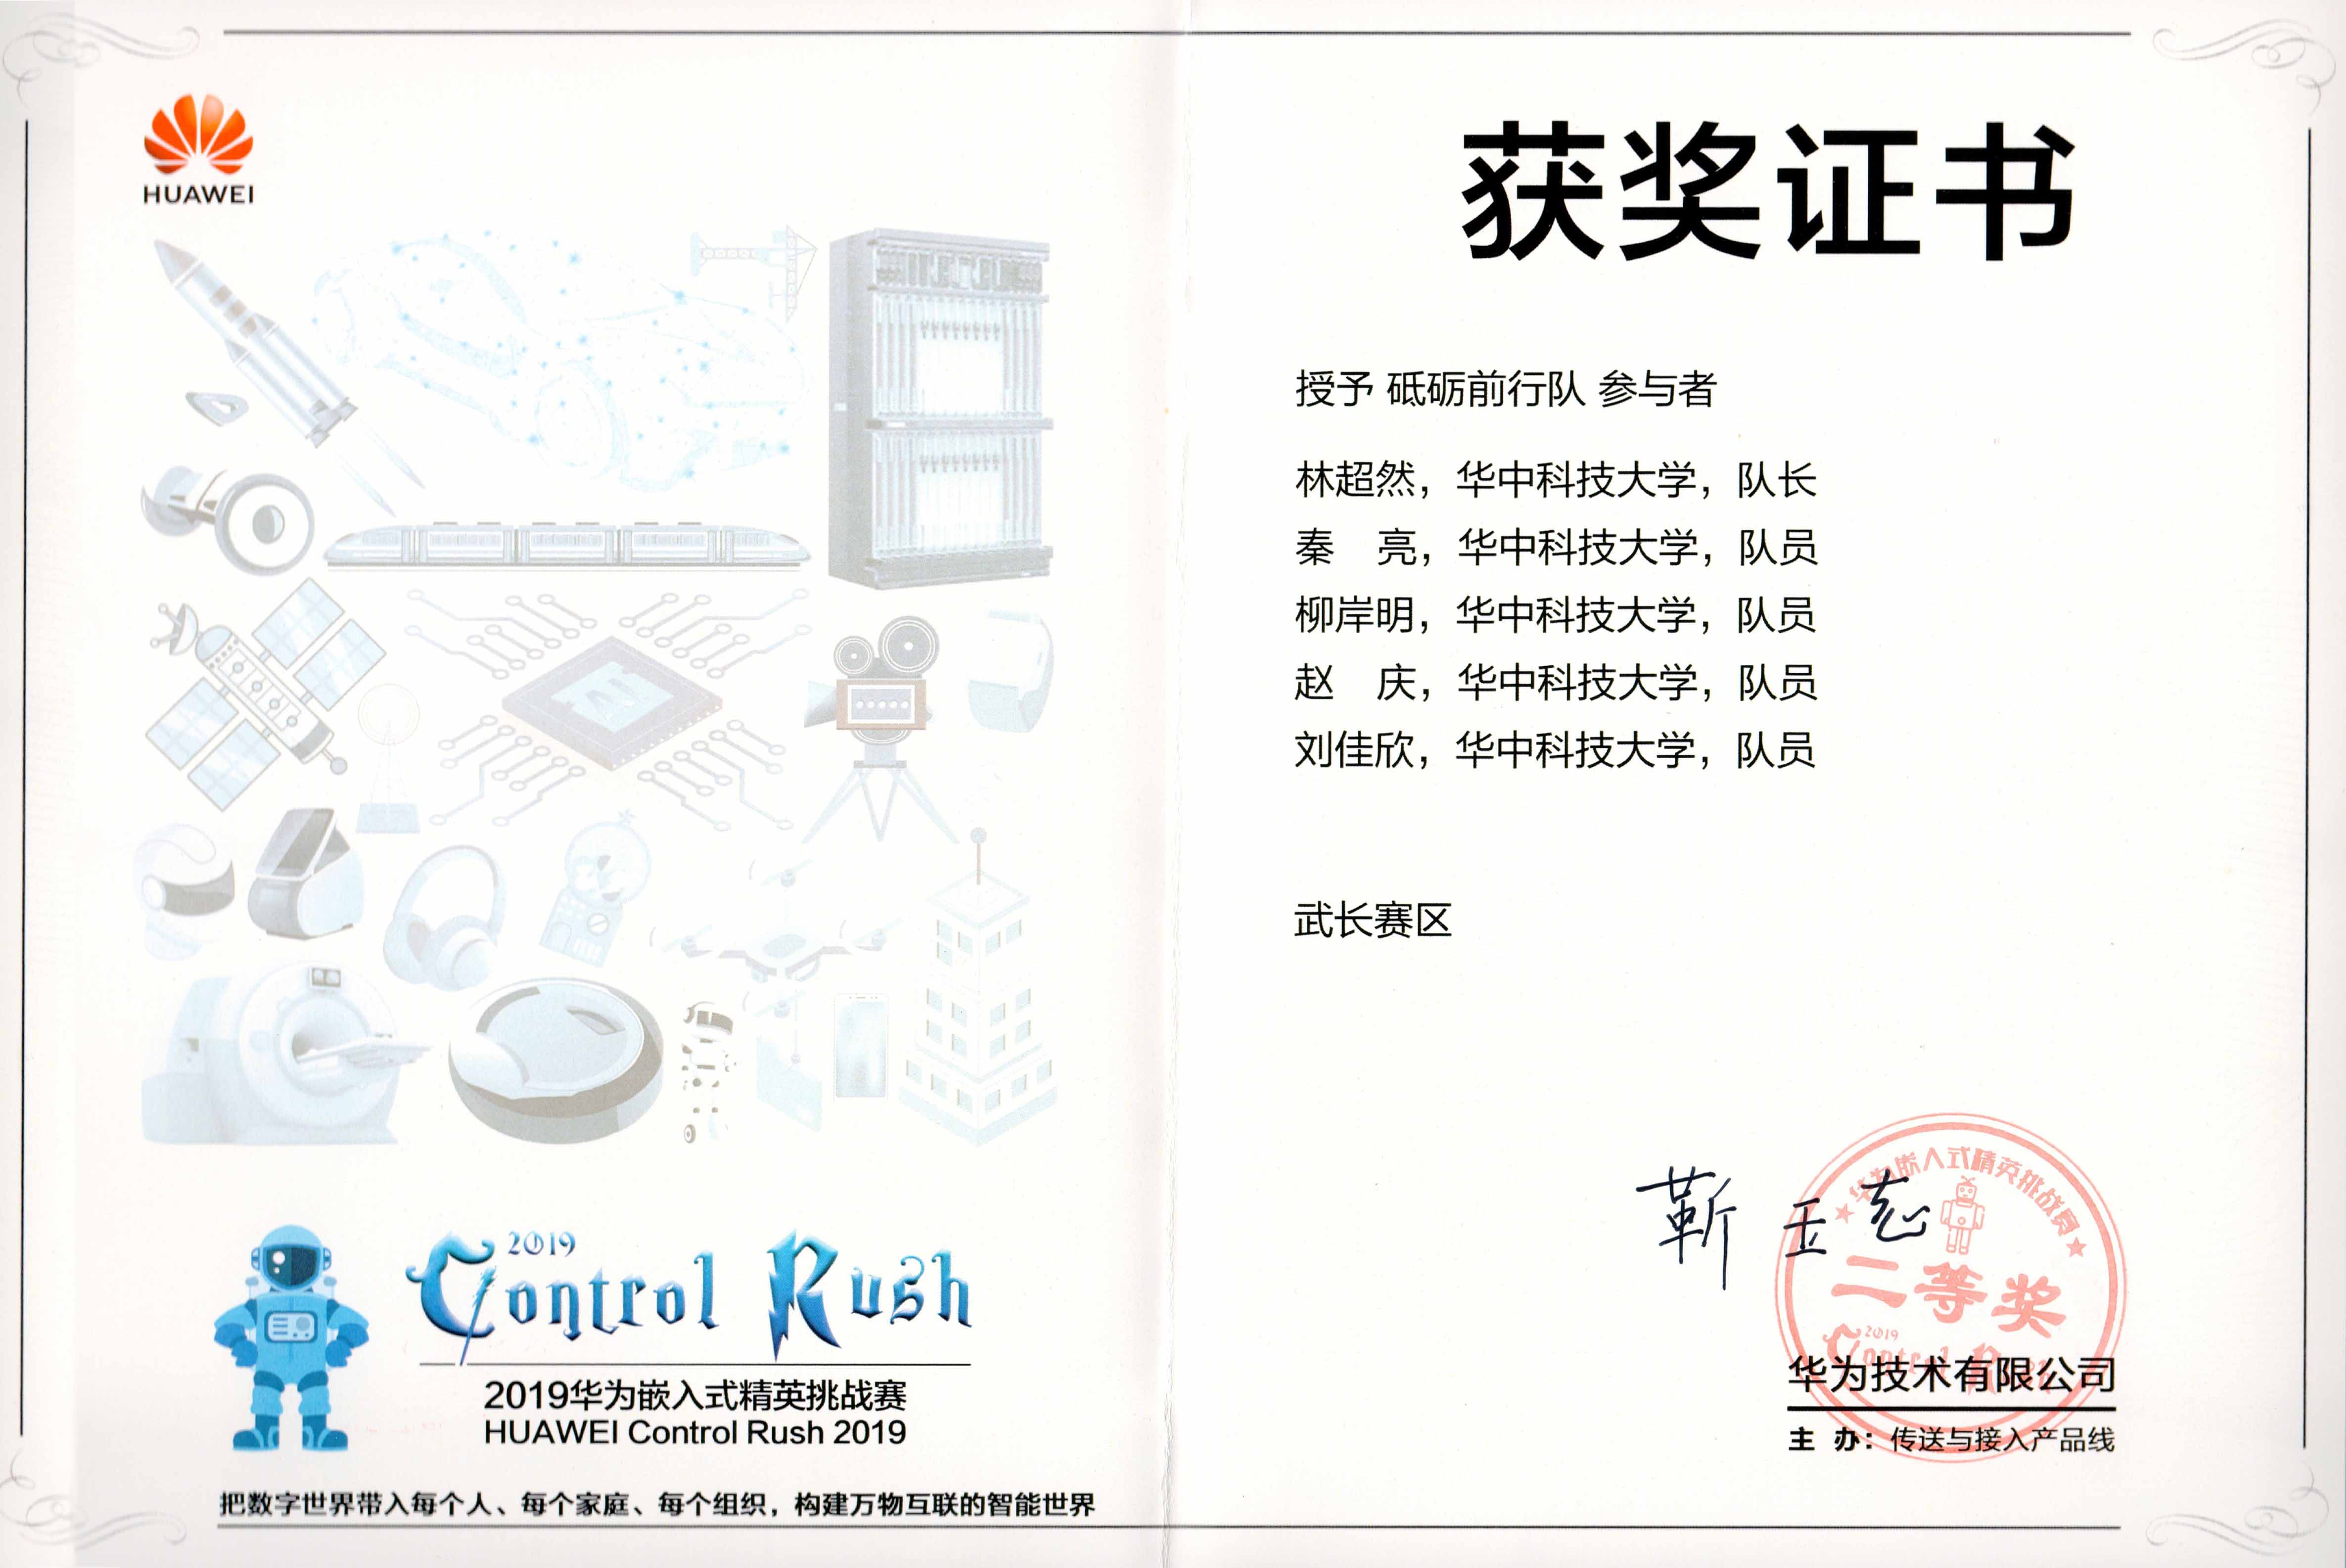 HUAWEI
AI
2019
Control Rush
2019华为嵌入式精英挑战赛
HUAWEI Control Rush 2019
把数字世界带入每个人、每个家庭、每个组织，构建万物互联的智能世界
获奖证书
授予 砥砺前行队 参与者
林超然，华中科技大学，队长
秦 亮，华中科技大学，队员
柳岸明，华中科技大学，队员
赵 庆，华中科技大学，队员
刘佳欣，华中科技大学，队员
武长赛区
靳玉志
★华为嵌入式精英挑战赛★
二等奖
2019
Control Rush
华为技术有限公司
主 办：传送与接入产品线